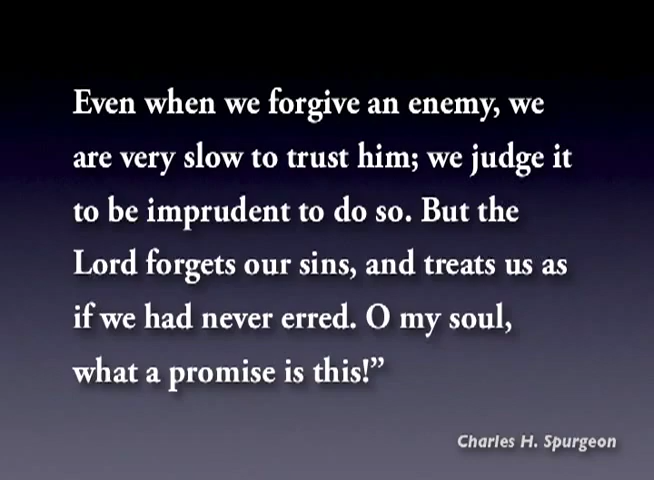 Even when we forgive an enemy, we
are very slow to trust him; we judge it
to be imprudent to do so. But the
Lord forgets our sins, and treats us as
if we had never erred. O my soul,
what a promise is this!”
Charles H. Spurgeon